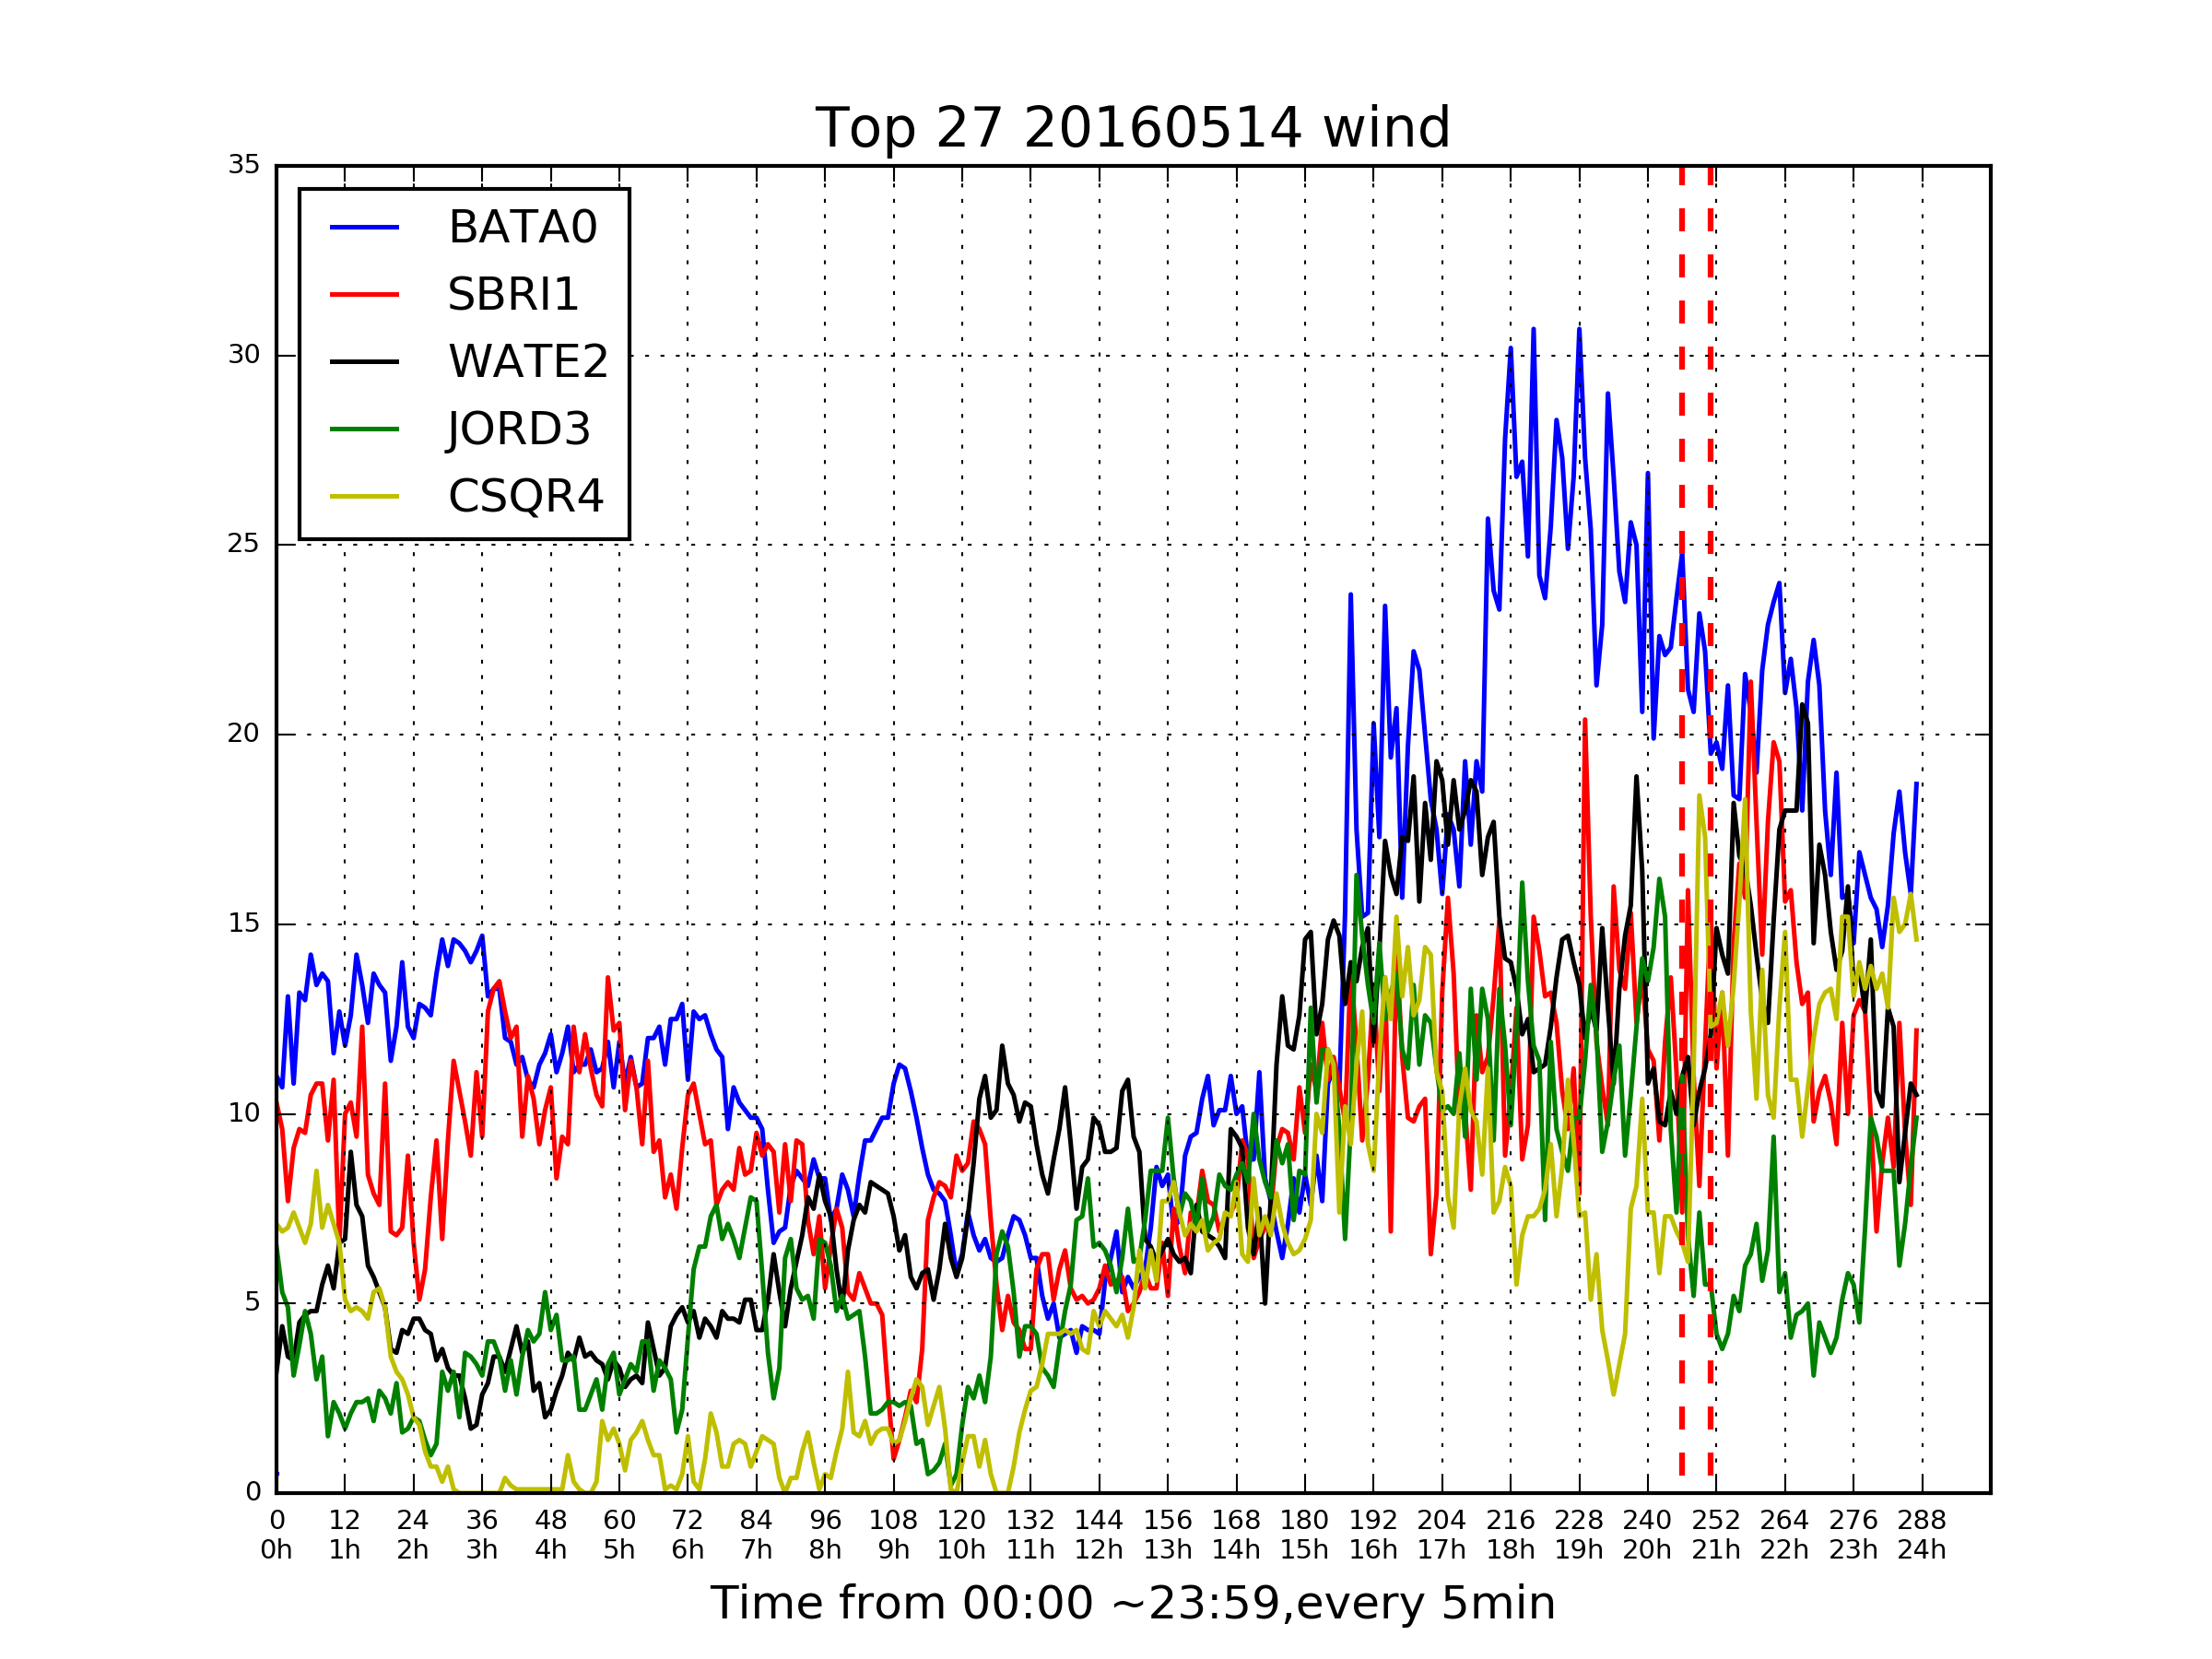 Top 27 20160514 wind
35
30
25
20
15
10
5
0
BATA0
SBRI1
WATE2
JORD3
CSQR4
0 12 24 36 48 60 72 84 96 108 120 132 144 156 168 180 192 204 216 228 240 252 264 276 288
0h 1h 2h 3h 4h 5h 6h 7h 8h 9h 10h 11h 12h 13h 14h 15h 16h 17h 18h 19h 20h 21h 22h 23h 24h
Time from 00:00 ~23:59,every 5min